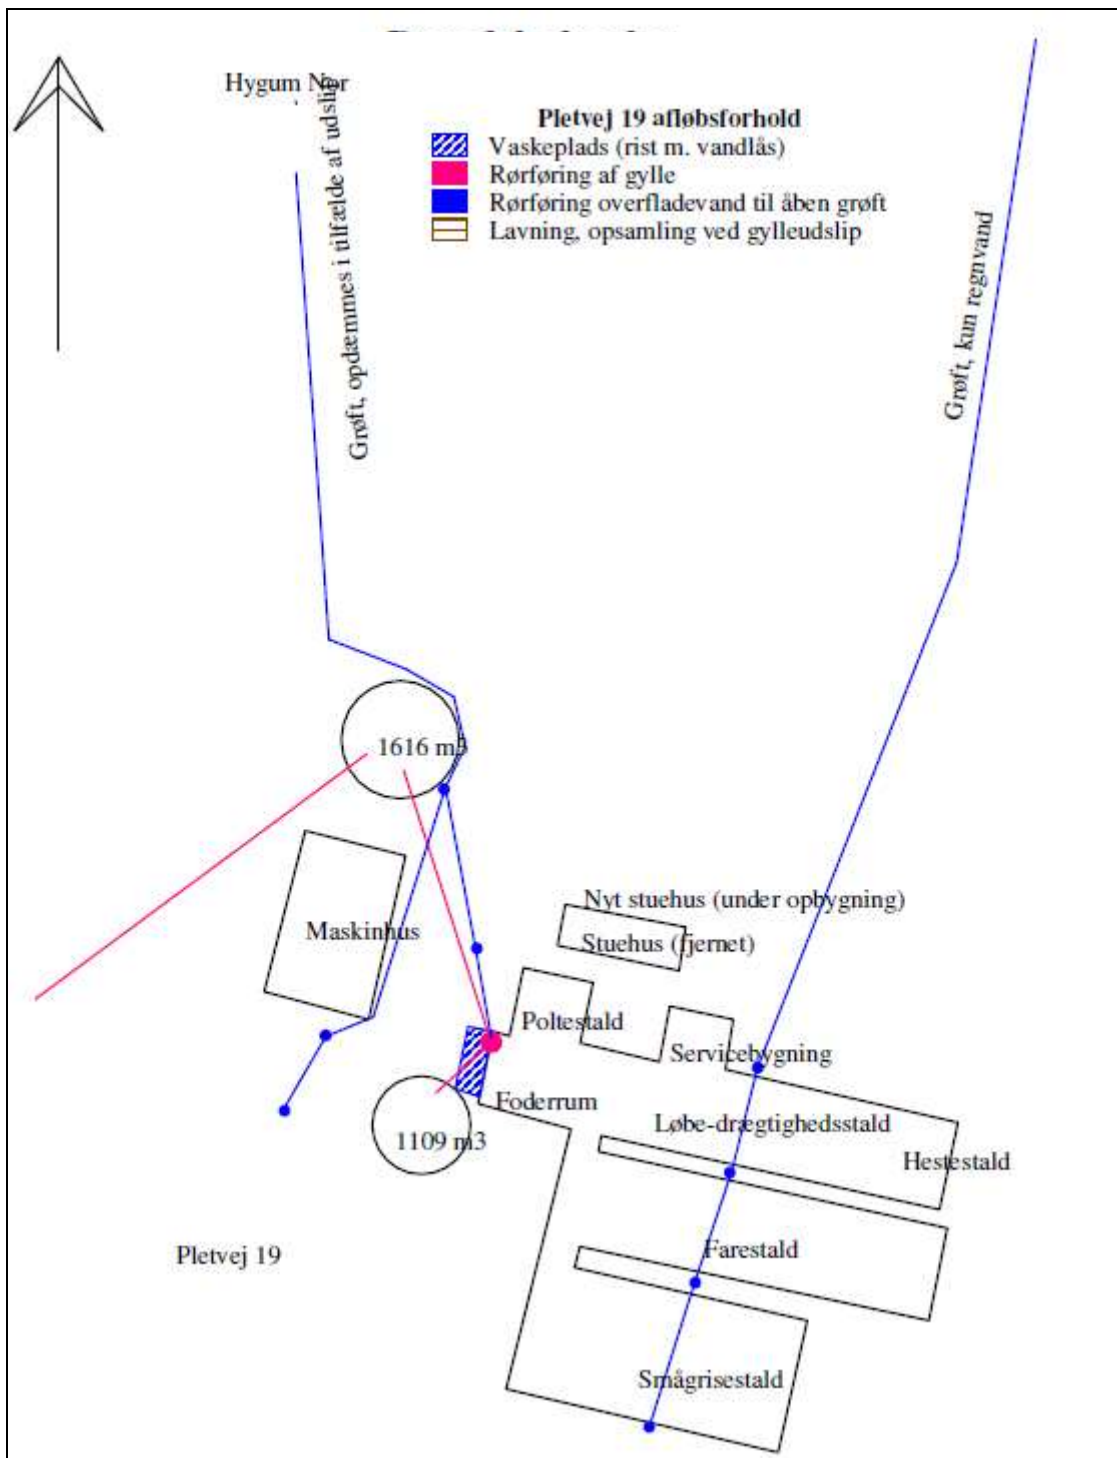 Hygum Nor
Pletvej 19 afløbsforhold
Vaskeplads (rist m. vandlås)
Rørføring af gylle
Rørføring overfladevand til åben grøft
Lavning, opsamling ved gylleudslip
Grøft, opdæmmes i tilfælde af udslip
Grøft, kun regnvand
1616 m3
Nyt stuehus (under opbygning)
Maskinhus
Stuehus (fjernet)
Poltestald
Servicebygning
Foderrum
Løbe-drægtighedsstald
1109 m3
Hestestald
Pletvej 19
Farestald
Smågrisestald